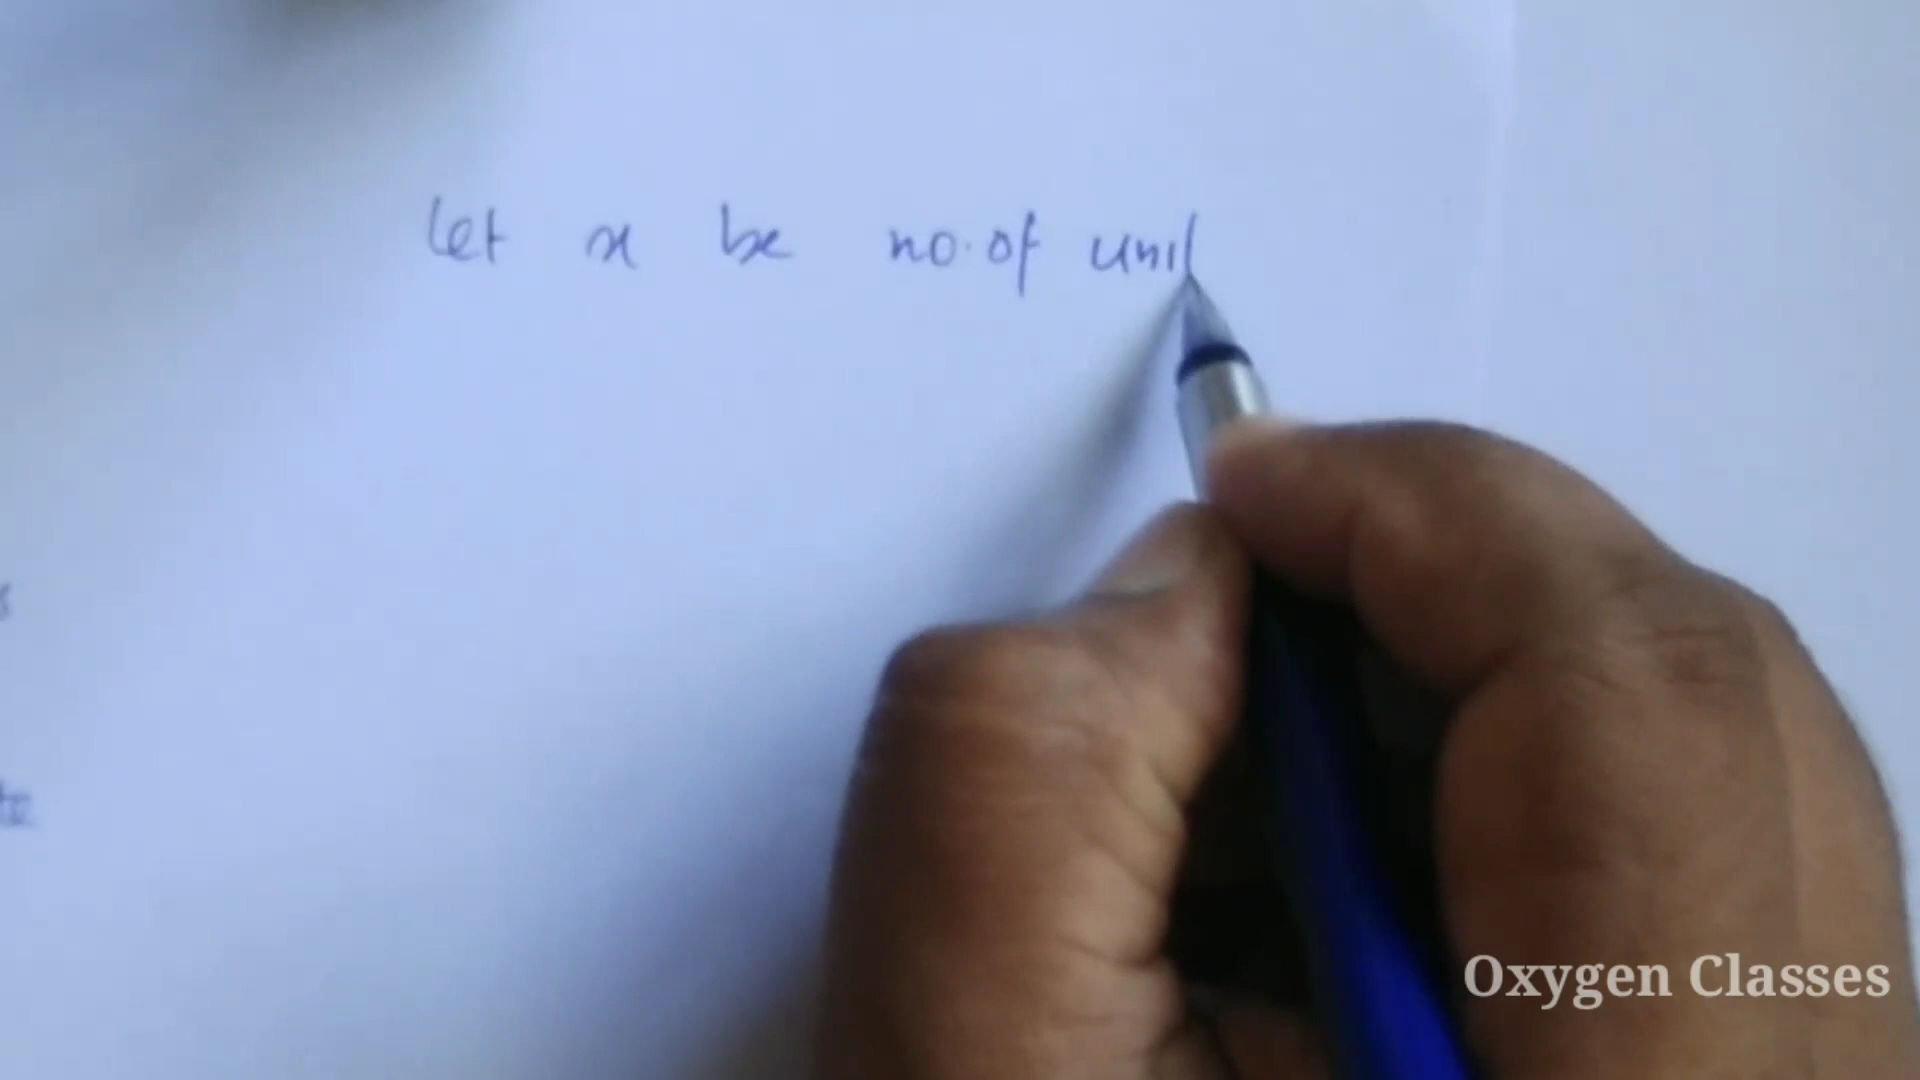 Let x be no. of unit
Oxygen Classes